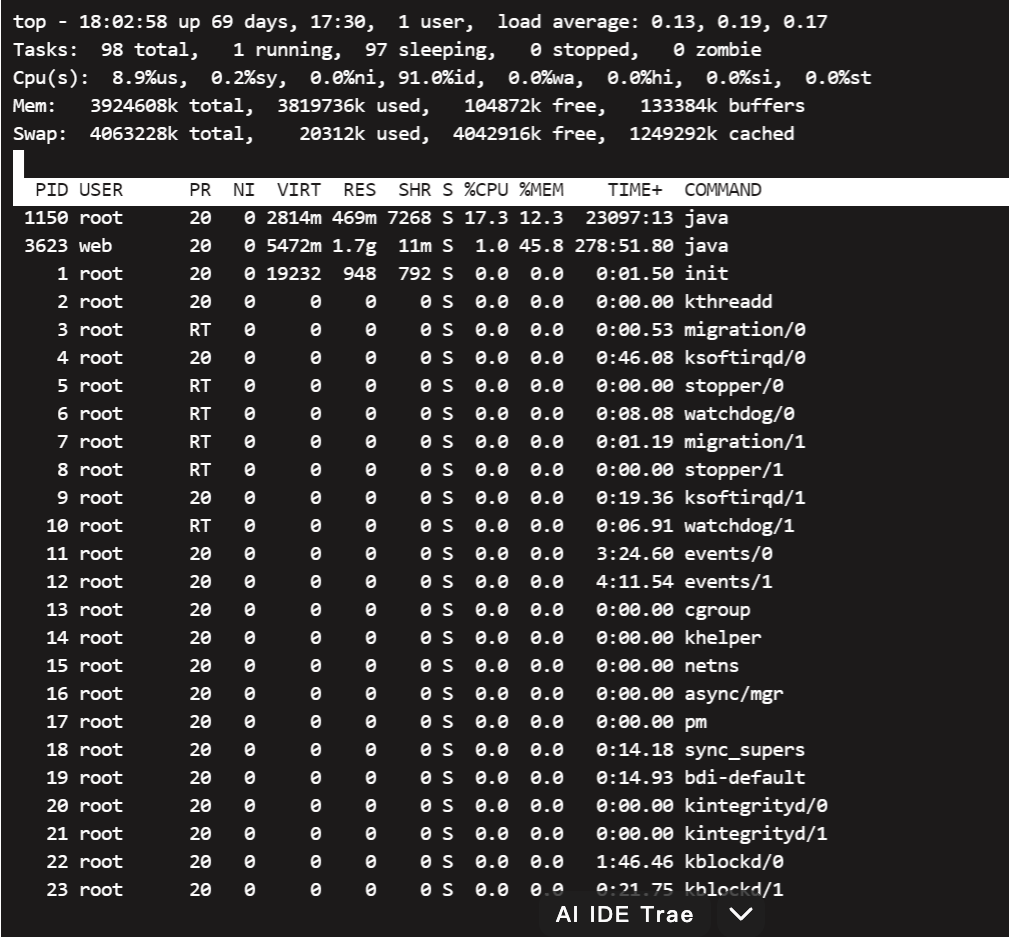 top - 18:02:58 up 69 days, 17:30,  1 user,  load average: 0.13, 0.19, 0.17
Tasks:  98 total,   1 running,  97 sleeping,   0 stopped,   0 zombie
Cpu(s):  8.9%us,  0.2%sy,  0.0%ni, 91.0%id,  0.0%wa,  0.0%hi,  0.0%si,  0.0%st
Mem:   3924608k total,  3819736k used,   104872k free,   133384k buffers
Swap:  4063228k total,    20312k used,  4042916k free,  1249292k cached
  PID USER      PR  NI  VIRT  RES  SHR S %CPU %MEM    TIME+  COMMAND
 1150 root      20   0 2814m 469m 7268 S 17.3 12.3  23097:13 java
 3623 web       20   0 5472m 1.7g  11m S  1.0 45.8 278:51.80 java
    1 root      20   0 19232  948  792 S  0.0  0.0   0:01.50 init
    2 root      20   0     0    0    0 S  0.0  0.0   0:00.00 kthreadd
    3 root      RT   0     0    0    0 S  0.0  0.0   0:00.53 migration/0
    4 root      20   0     0    0    0 S  0.0  0.0   0:46.08 ksoftirqd/0
    5 root      RT   0     0    0    0 S  0.0  0.0   0:00.00 stopper/0
    6 root      RT   0     0    0    0 S  0.0  0.0   0:08.08 watchdog/0
    7 root      RT   0     0    0    0 S  0.0  0.0   0:01.19 migration/1
    8 root      RT   0     0    0    0 S  0.0  0.0   0:00.00 stopper/1
    9 root      20   0     0    0    0 S  0.0  0.0   0:19.36 ksoftirqd/1
   10 root      RT   0     0    0    0 S  0.0  0.0   0:06.91 watchdog/1
   11 root      20   0     0    0    0 S  0.0  0.0   3:24.60 events/0
   12 root      20   0     0    0    0 S  0.0  0.0   4:11.54 events/1
   13 root      20   0     0    0    0 S  0.0  0.0   0:00.00 cgroup
   14 root      20   0     0    0    0 S  0.0  0.0   0:00.00 khelper
   15 root      20   0     0    0    0 S  0.0  0.0   0:00.00 netns
   16 root      20   0     0    0    0 S  0.0  0.0   0:00.00 async/mgr
   17 root      20   0     0    0    0 S  0.0  0.0   0:00.00 pm
   18 root      20   0     0    0    0 S  0.0  0.0   0:14.18 sync_supers
   19 root      20   0     0    0    0 S  0.0  0.0   0:14.93 bdi-default
   20 root      20   0     0    0    0 S  0.0  0.0   0:00.00 kintegrityd/0
   21 root      20   0     0    0    0 S  0.0  0.0   0:00.00 kintegrityd/1
   22 root      20   0     0    0    0 S  0.0  0.0   1:46.46 kblockd/0
   23 root      20   0     0    0    0 S  0.0  0.0   0:21.75 kblockd/1
AI IDE Trae